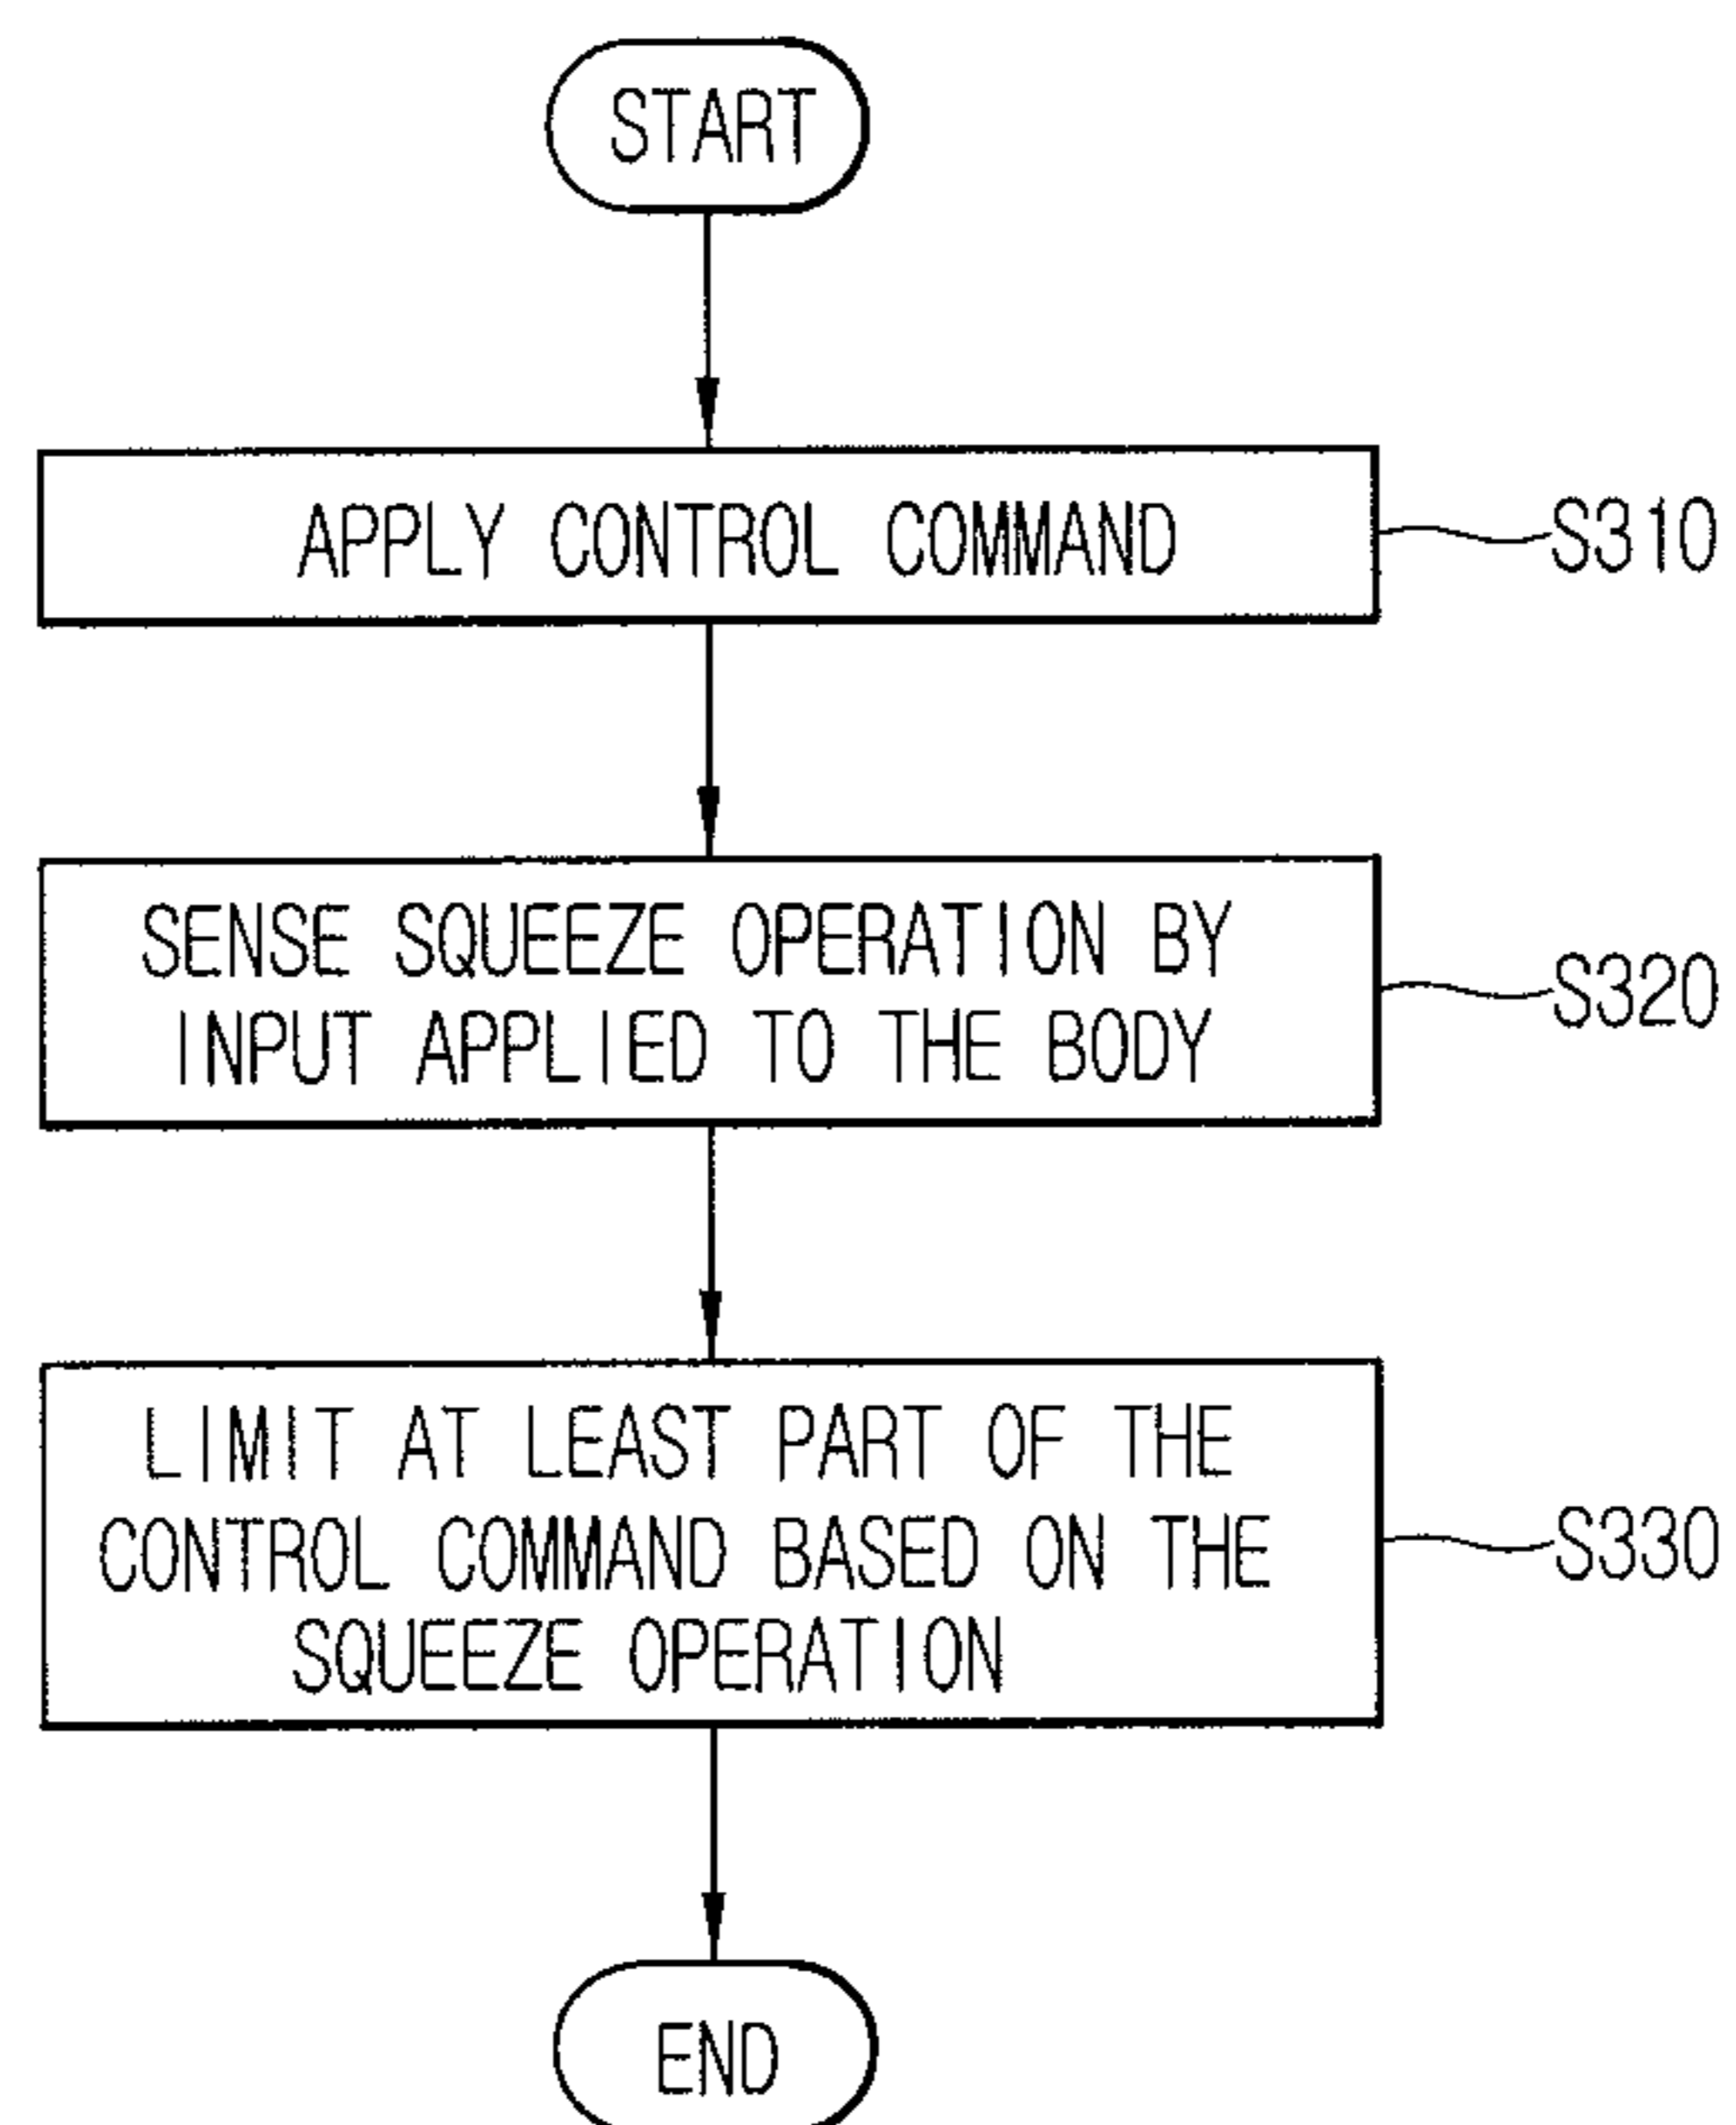 START
APPLY CONTROL COMMAND
S310
SENSE SQUEEZE OPERATION BY
INPUT APPLIED TO THE BODY
S320
LIMIT AT LEAST PART OF THE
CONTROL COMMAND BASED ON THE
SQUEEZE OPERATION
S330
END